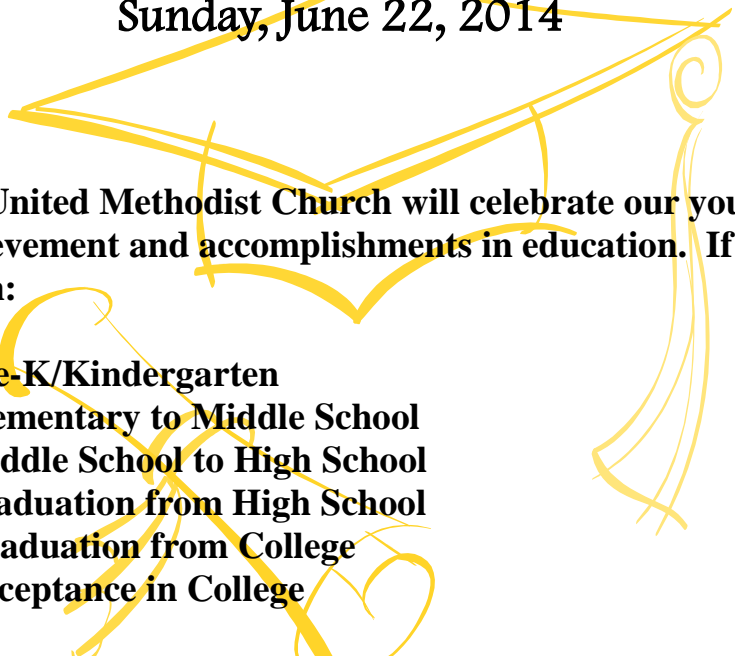 Sunday, June 22, 2014
United Methodist Church will celebrate our you
evement and accomplishments in education. If
n:
e-K/Kindergarten
ementary to Middle School
ddle School to High School
aduation from High School
aduation from College
ceptance in College